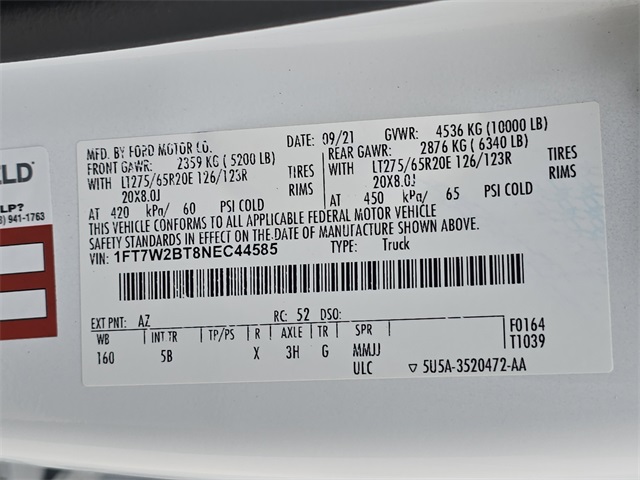 MFD. BY FORD MOTOR CO.
DATE: 09/21
GVWR: 4536 KG (10000 LB)
FRONT GAWR: 2359 KG ( 5200 LB)
REAR GAWR: 2876 KG ( 6340 LB)
WITH LT275/65R20E 126/123R TIRES
WITH LT275/65R20E 126/123R TIRES
20X8.0J RIMS
20X8.0J RIMS
AT 420 kPa/ 60 PSI COLD
AT 450 kPa/ 65 PSI COLD
THIS VEHICLE CONFORMS TO ALL APPLICABLE FEDERAL MOTOR VEHICLE
SAFETY STANDARDS IN EFFECT ON THE DATE OF MANUFACTURE SHOWN ABOVE.
VIN: 1FT7W2BT8NEC44585
TYPE: Truck
EXT PNT: AZ RC: 52 DSO:
WB INT TR TP/PS R AXLE TR SPR
160 5B X 3H G MMJJ
ULC
F0164
T1039
▽ 5U5A-3520472-AA
ELD
LP?
) 941-1763